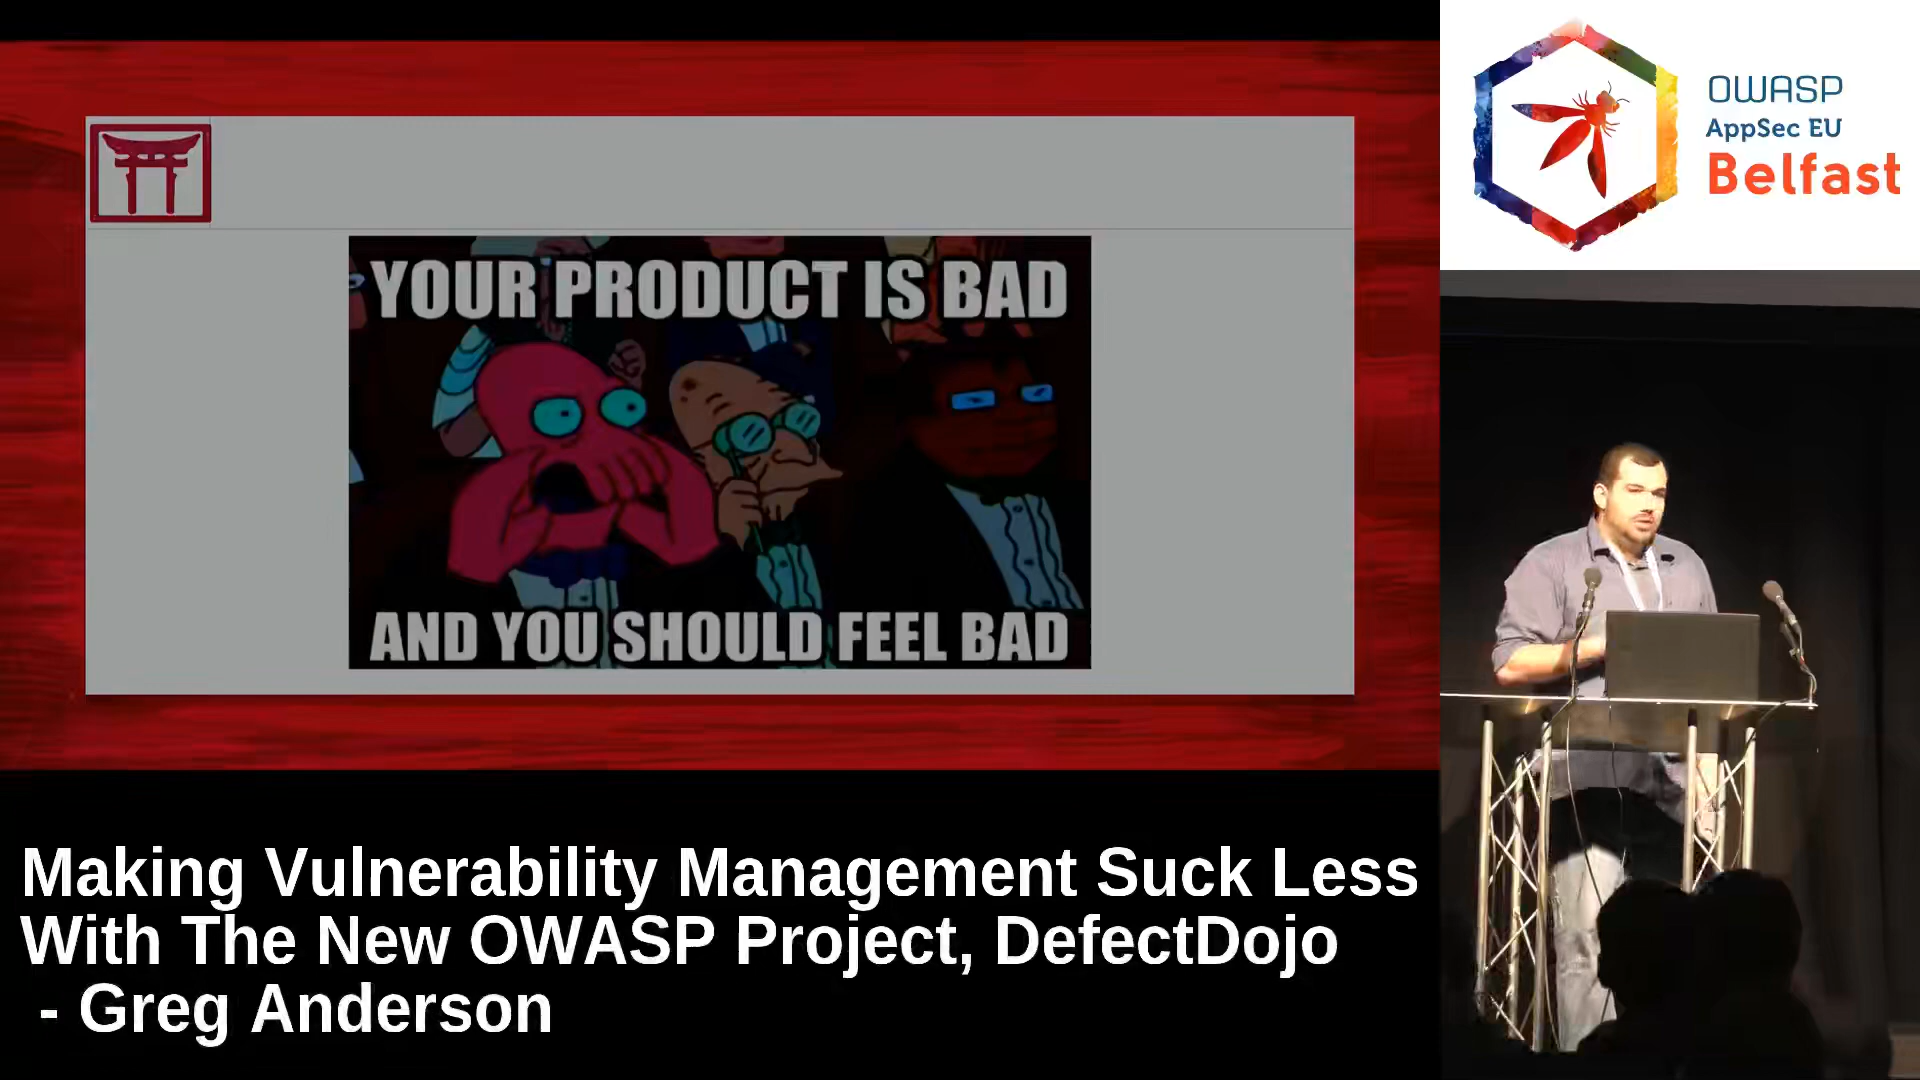 YOUR PRODUCT IS BAD
AND YOU SHOULD FEEL BAD
OWASP
AppSec EU
Belfast
Making Vulnerability Management Suck Less
With The New OWASP Project, DefectDojo
- Greg Anderson